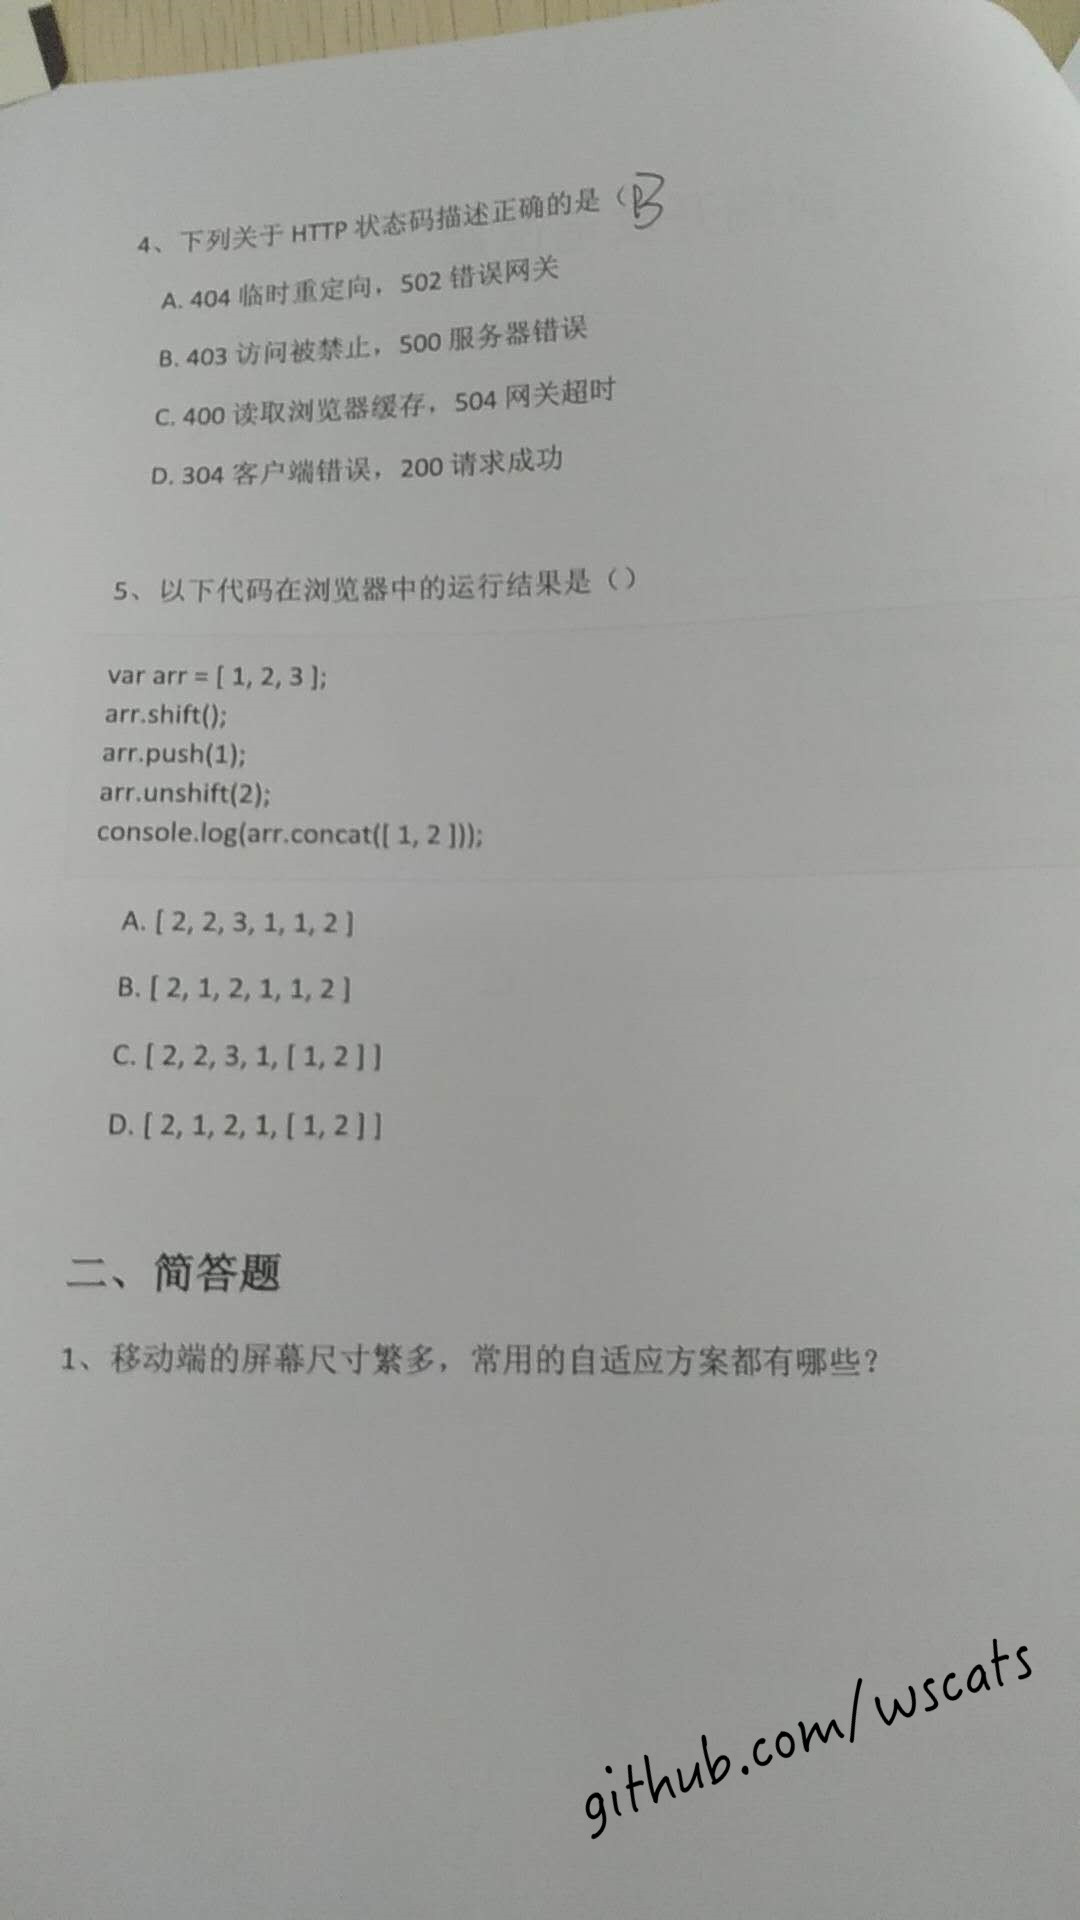 4、下列关于 HTTP 状态码描述正确的是（B
A. 404 临时重定向，502 错误网关
B. 403 访问被禁止，500 服务器错误
C. 400 读取浏览器缓存，504 网关超时
D. 304 客户端错误，200 请求成功
5、以下代码在浏览器中的运行结果是（）
var arr = [ 1, 2, 3 ];
arr.shift();
arr.push(1);
arr.unshift(2);
console.log(arr.concat([ 1, 2 ]));
A. [ 2, 2, 3, 1, 1, 2 ]
B. [ 2, 1, 2, 1, 1, 2 ]
C. [ 2, 2, 3, 1, [ 1, 2 ] ]
D. [ 2, 1, 2, 1, [ 1, 2 ] ]
二、简答题
1、移动端的屏幕尺寸繁多，常用的自适应方案都有哪些？
github.com/wscats